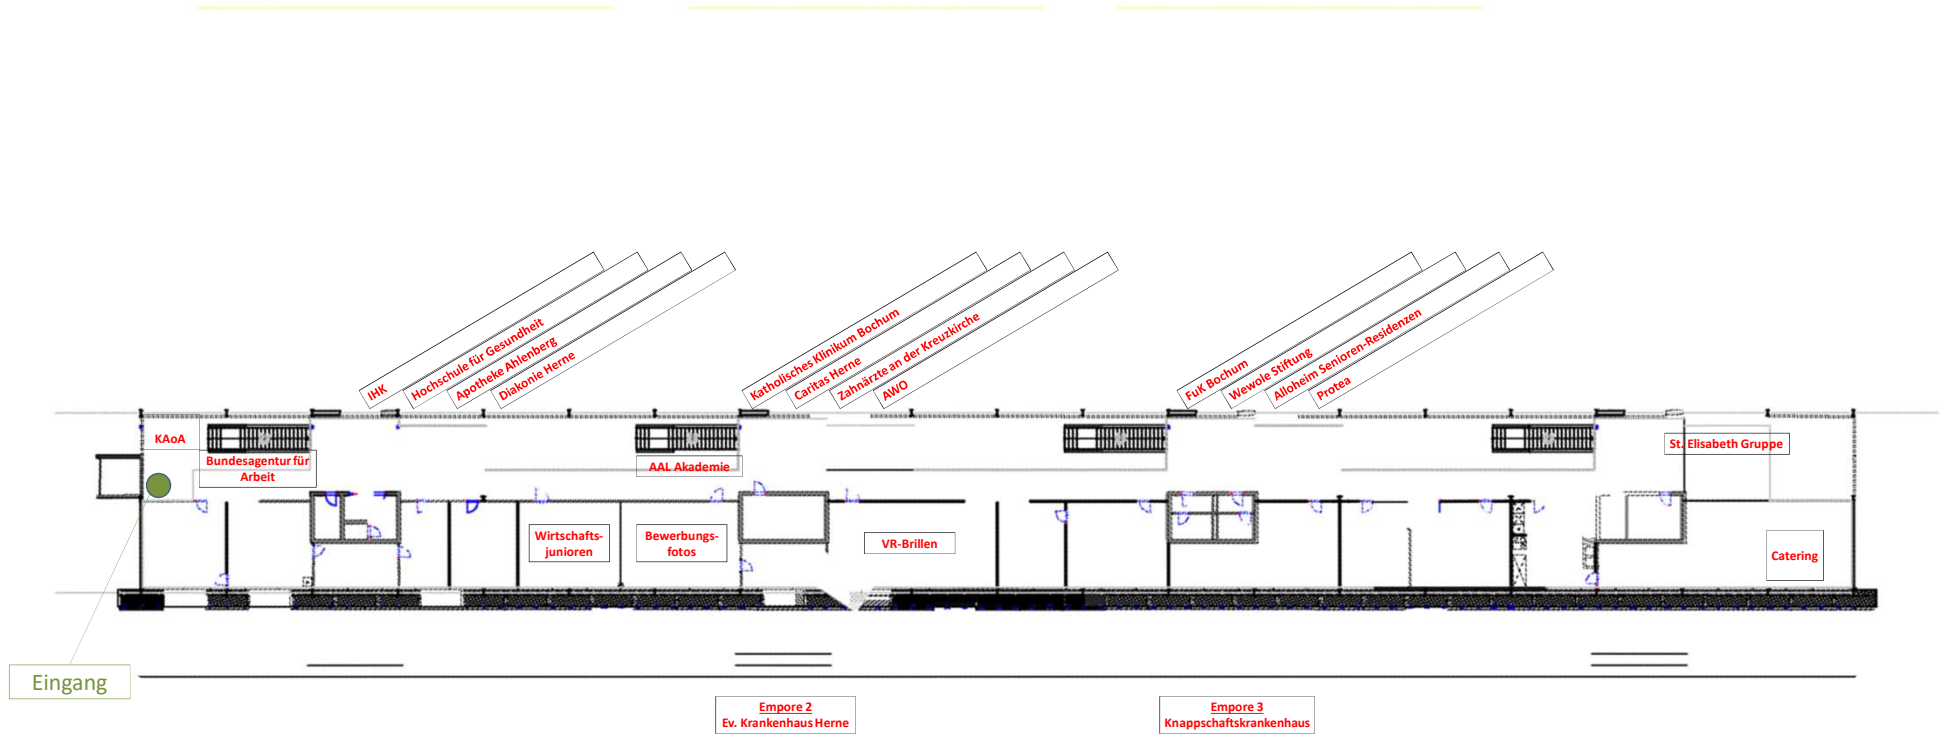 IHK
Hochschule für Gesundheit
Apotheke Ahlenberg
Diakonie Herne
Katholisches Klinikum Bochum
Caritas Herne
Zahnärzte an der Kreuzkirche
AWO
FuK Bochum
Wewole Stiftung
Alloheim Senioren-Residenzen
Protea
KAoA
Bundesagentur für
Arbeit
AAL Akademie
St. Elisabeth Gruppe
Wirtschafts-
junioren
Bewerbungs-
fotos
VR-Brillen
Catering
Eingang
Empore 2
Ev. Krankenhaus Herne
Empore 3
Knappschaftskrankenhaus